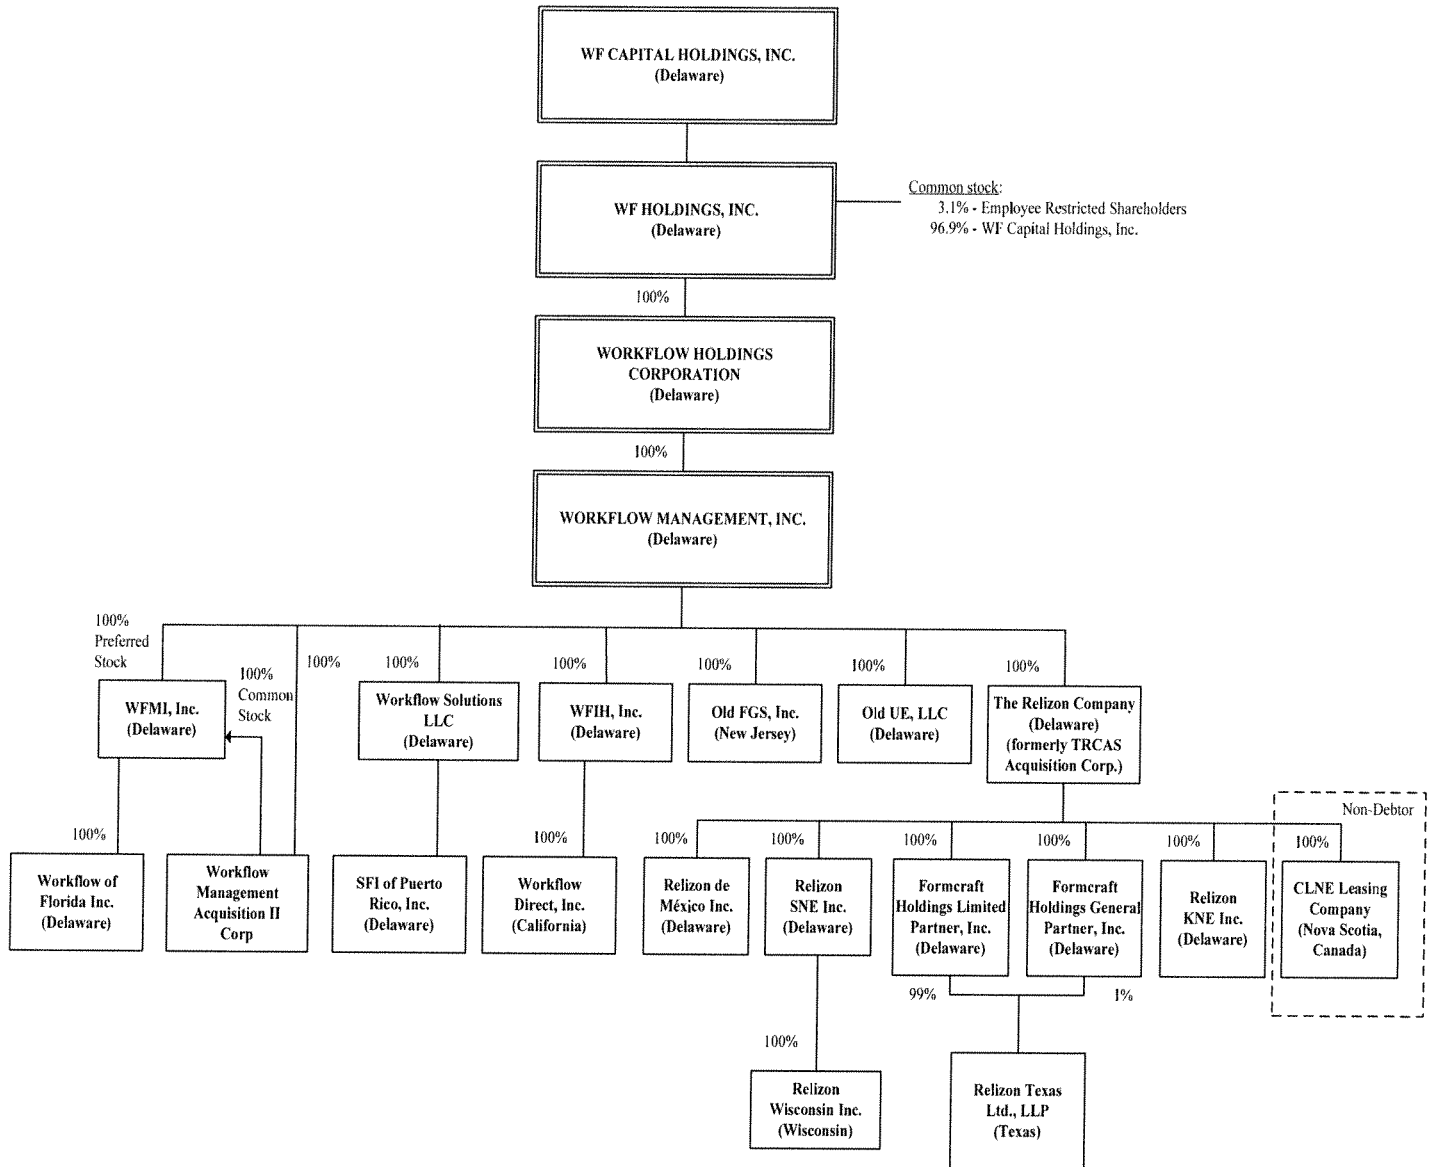 WF CAPITAL HOLDINGS, INC.
(Delaware)
WF HOLDINGS, INC.
(Delaware)
Common stock:
3.1% - Employee Restricted Shareholders
96.9% - WF Capital Holdings, Inc.
100%
WORKFLOW HOLDINGS
CORPORATION
(Delaware)
100%
WORKFLOW MANAGEMENT, INC.
(Delaware)
100%
Preferred
Stock
100%
Common
Stock
100%
100%
100%
100%
100%
100%
WFMI, Inc.
(Delaware)
Workflow Solutions
LLC
(Delaware)
WFIH, Inc.
(Delaware)
Old FGS, Inc.
(New Jersey)
Old UE, LLC
(Delaware)
The Relizon Company
(Delaware)
(formerly TRCAS
Acquisition Corp.)
Non-Debtor
100%
100%
100%
100%
100%
100%
100%
100%
Workflow of
Florida Inc.
(Delaware)
Workflow
Management
Acquisition II
Corp
SFI of Puerto
Rico, Inc.
(Delaware)
Workflow
Direct, Inc.
(California)
Relizon de
México Inc.
(Delaware)
Relizon
SNE Inc.
(Delaware)
Formcraft
Holdings Limited
Partner, Inc.
(Delaware)
Formcraft
Holdings General
Partner, Inc.
(Delaware)
Relizon
KNE Inc.
(Delaware)
CLNE Leasing
Company
(Nova Scotia,
Canada)
99%
1%
100%
Relizon
Wisconsin Inc.
(Wisconsin)
Relizon Texas
Ltd., LLP
(Texas)